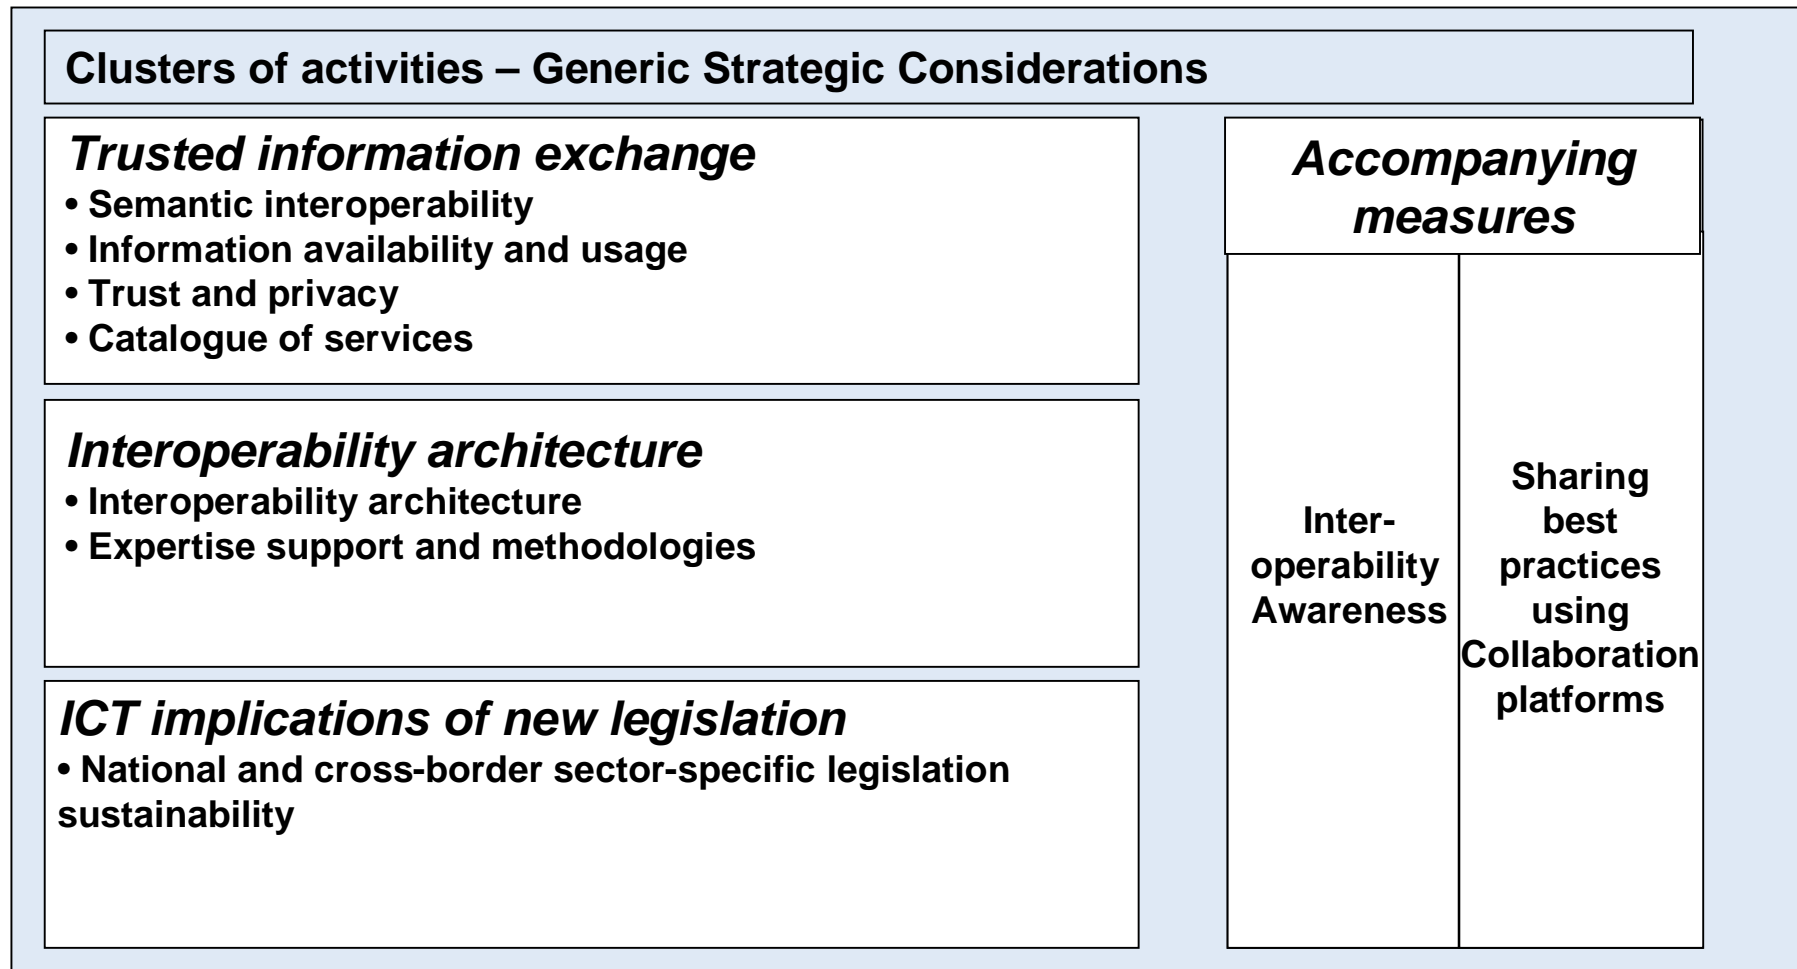 Clusters of activities – Generic Strategic Considerations
Trusted information exchange
• Semantic interoperability
• Information availability and usage
• Trust and privacy
• Catalogue of services
Interoperability architecture
• Interoperability architecture
• Expertise support and methodologies
ICT implications of new legislation
• National and cross-border sector-specific legislation
sustainability
Accompanying
measures
Inter-
operability
Awareness
Sharing
best
practices
using
Collaboration
platforms